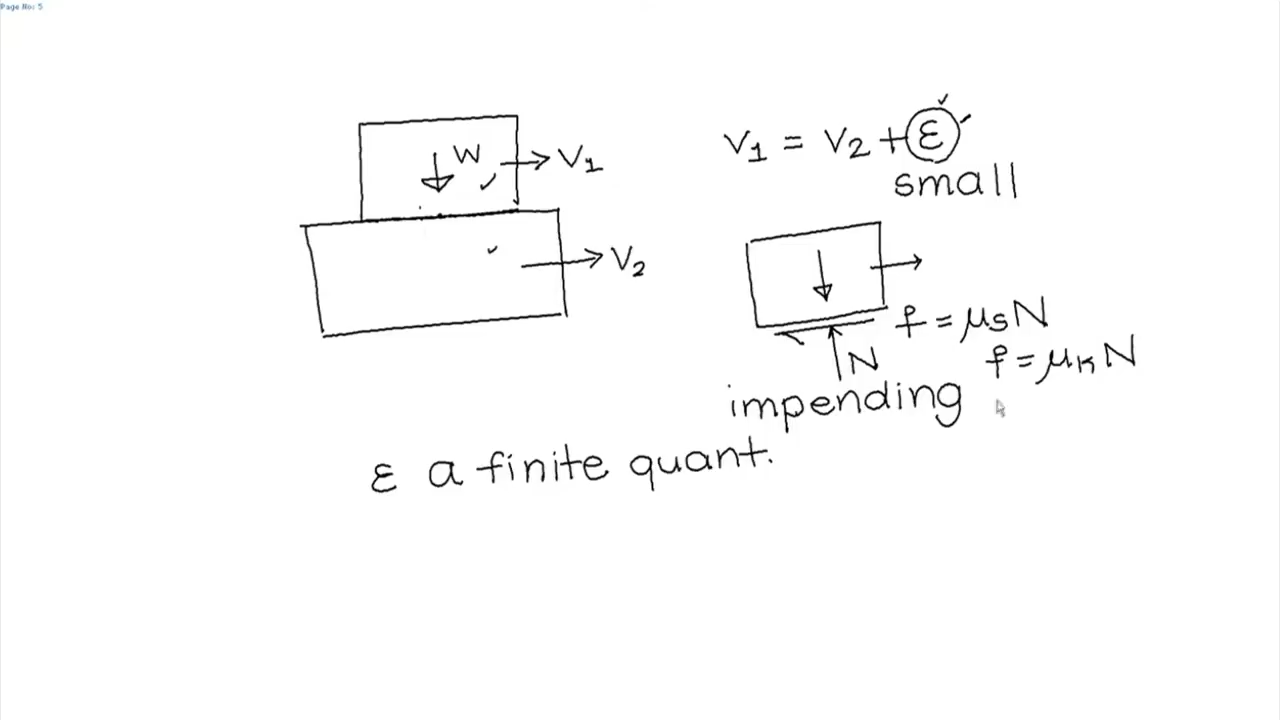 Page No: 5
W
V1
V2
V1 = V2 + ε
small
f = μsN
N
f = μkN
impending
ε a finite quant.